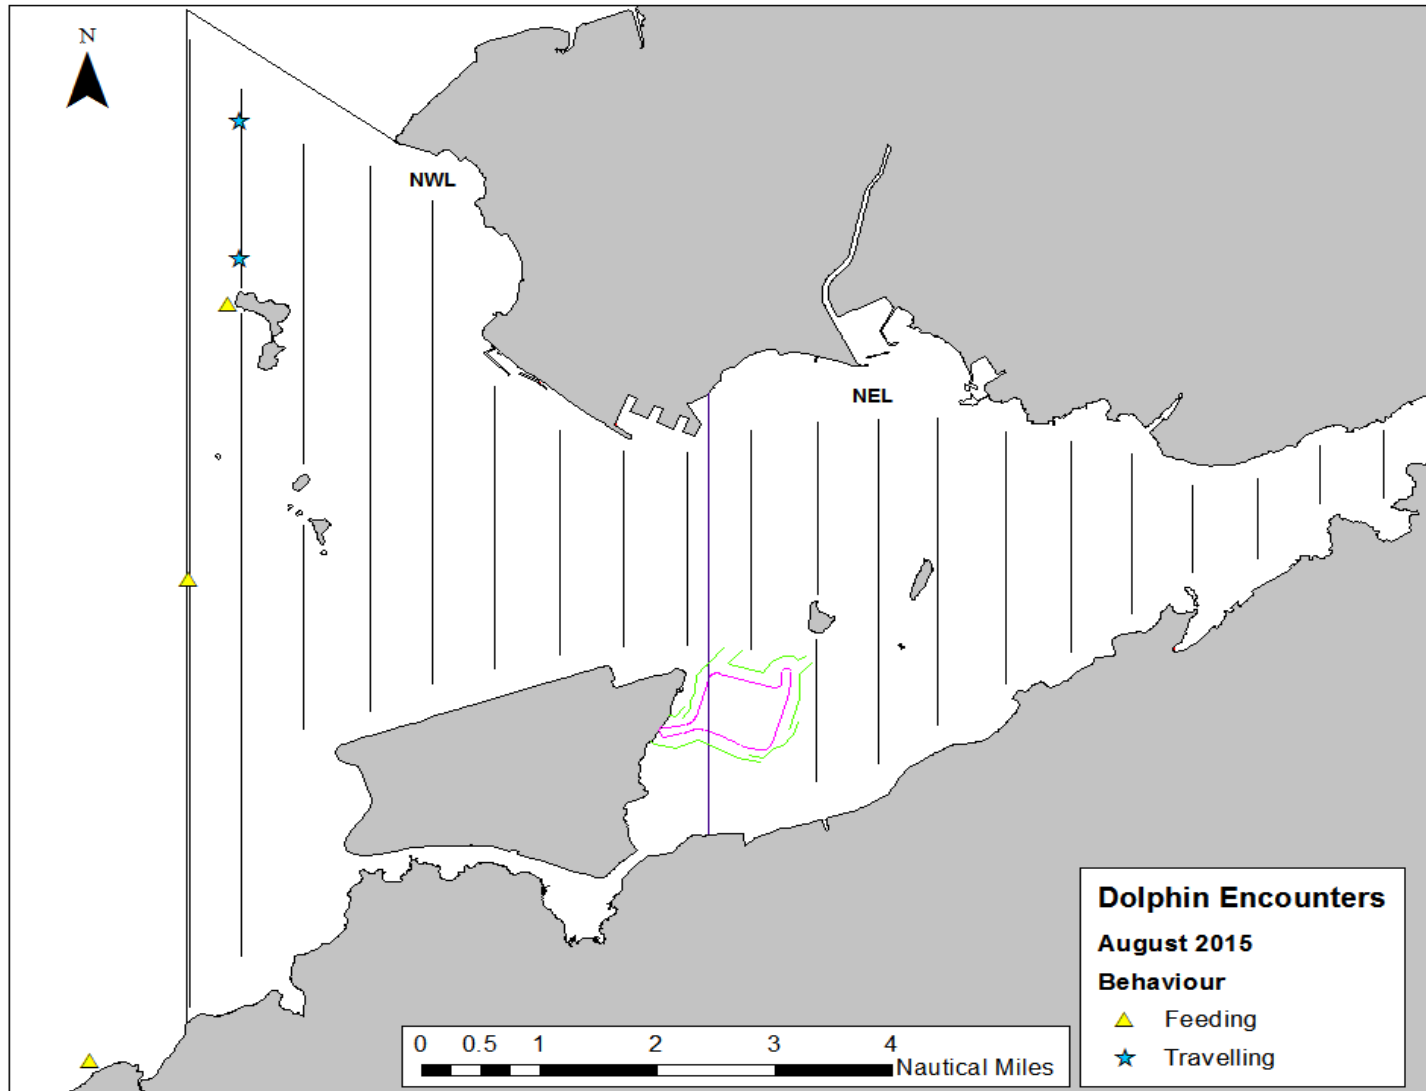 N
NWL
NEL
Dolphin Encounters
August 2015
Behaviour
Feeding
Travelling
0 0.5 1 2 3 4
Nautical Miles